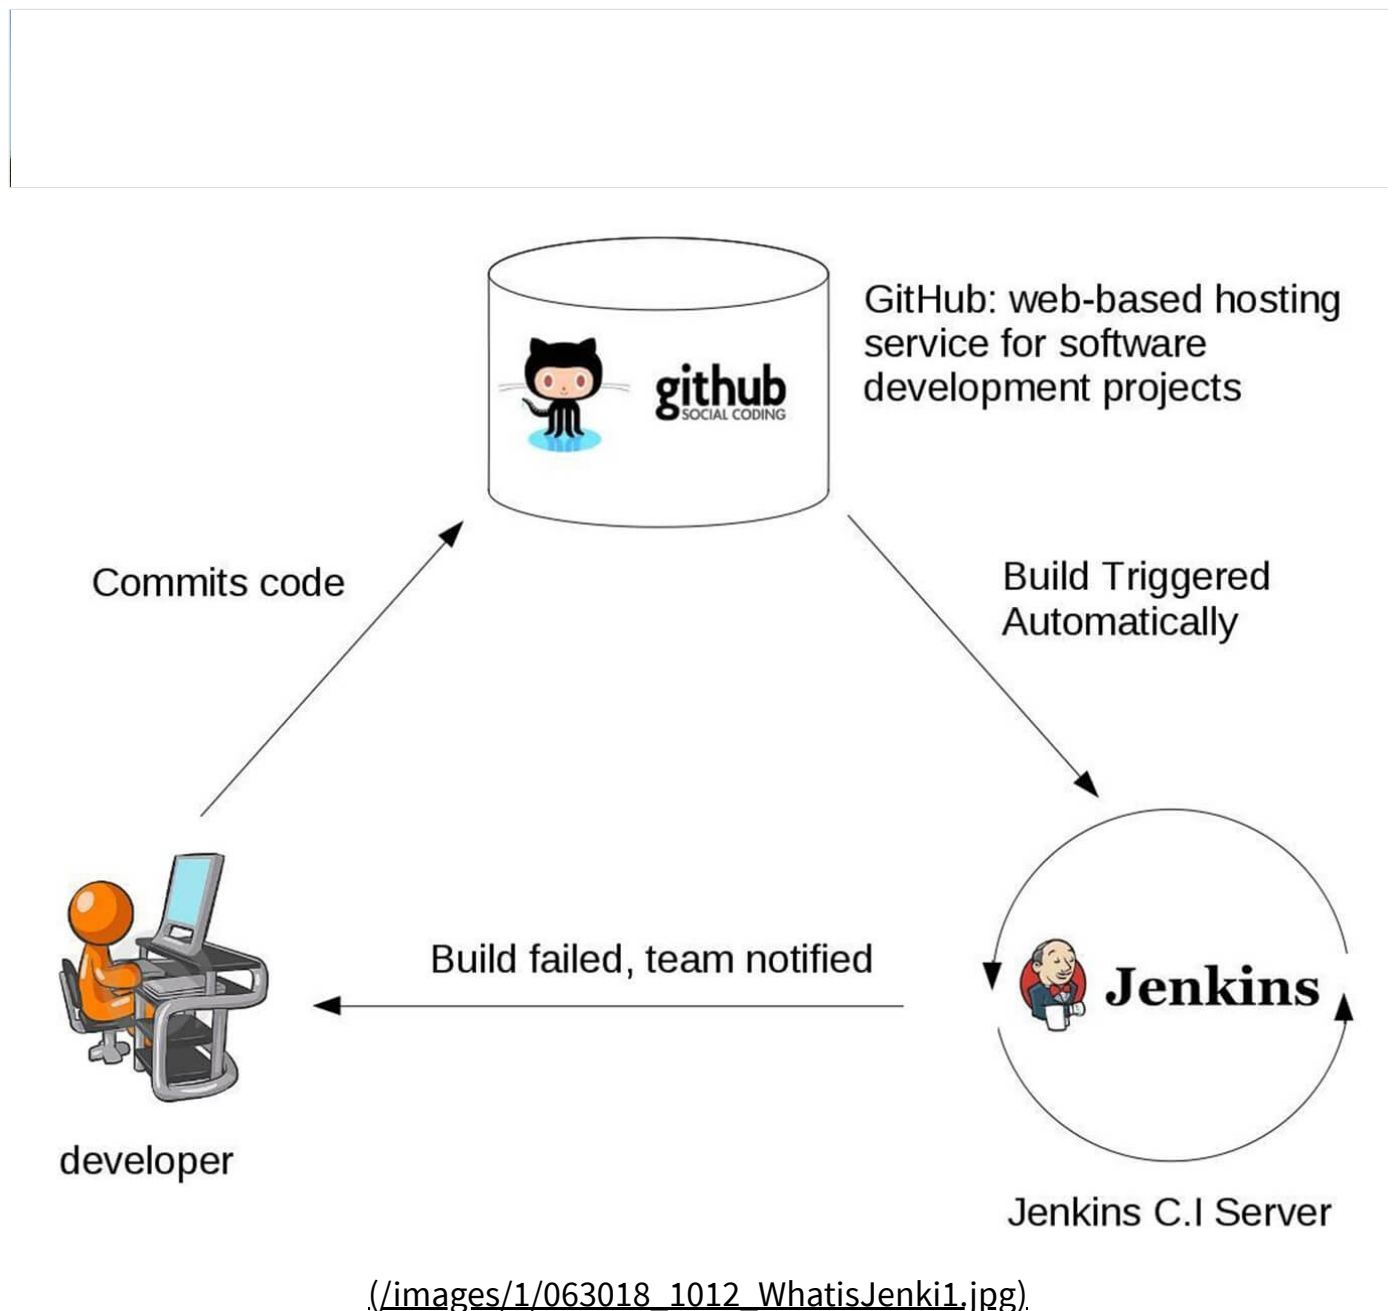 GitHub: web-based hosting
service for software
development projects
github
SOCIAL CODING
Commits code
Build Triggered
Automatically
Build failed, team notified
Jenkins
developer
Jenkins C.I Server
(/images/1/063018_1012_WhatisJenki1.jpg)